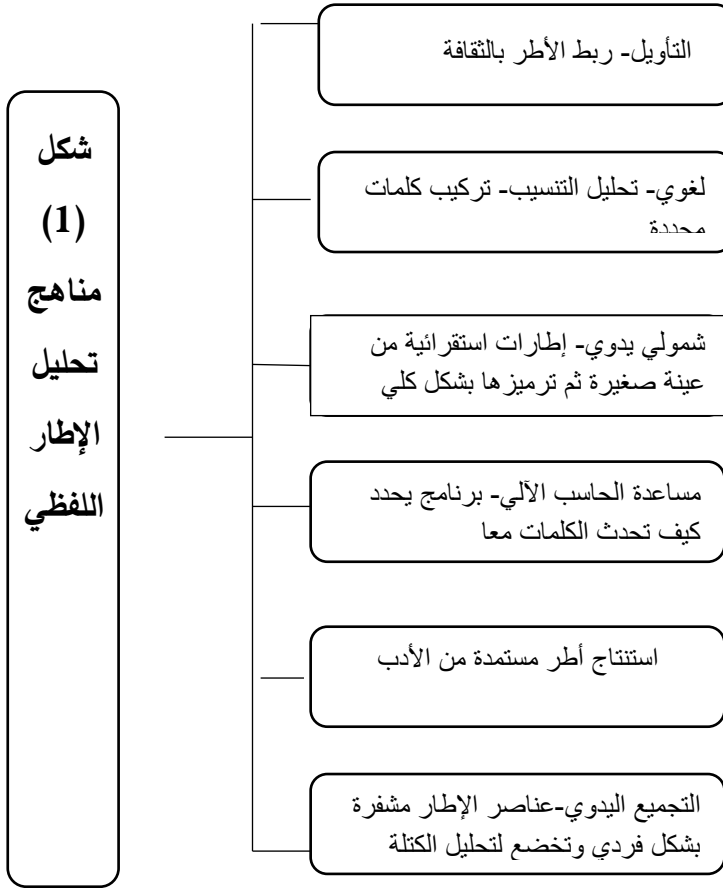 شكل
(1)
مناهج
تحليل
الإطار
اللفظي
التأويل- ربط الأطر بالثقافة
لغوي- تحليل التنسيب- تركيب كلمات
محددة
شمولي يدوي- إطارات استقرائية من
عينة صغيرة ثم ترميزها بشكل كلي
مساعدة الحاسب الآلي- برنامج يحدد
كيف تحدث الكلمات معا
استنتاج أطر مستمدة من الأدب
التجميع اليدوي-عناصر الإطار مشفرة
بشكل فردي وتخضع لتحليل الكتلة